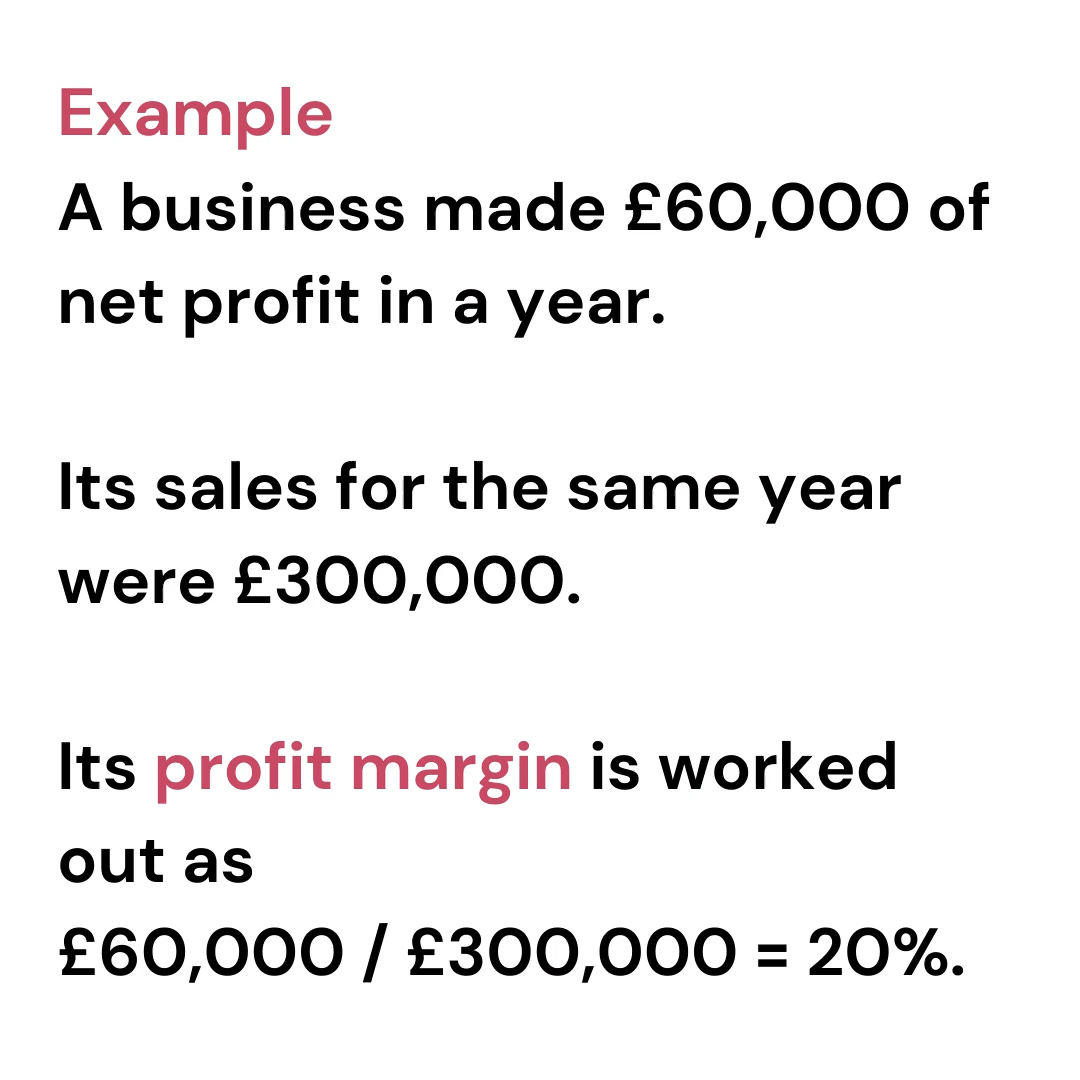 Example
A business made £60,000 of
net profit in a year.
Its sales for the same year
were £300,000.
Its profit margin is worked
out as
£60,000 / £300,000 = 20%.